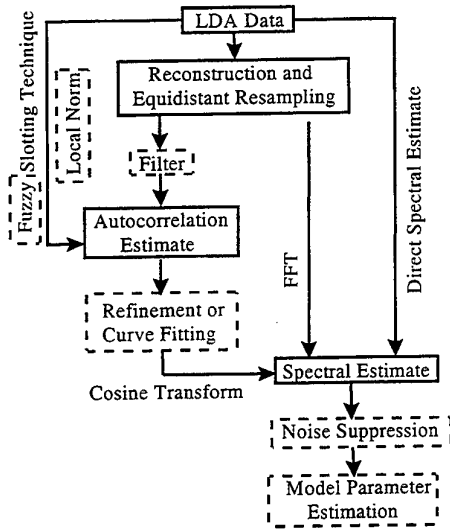 LDA Data
Reconstruction and
Equidistant Resampling
Fuzzy Slotting Technique
Local Norm
Filter
Autocorrelation
Estimate
Refinement or
Curve Fitting
FFT
Direct Spectral Estimate
Cosine Transform
Spectral Estimate
Noise Suppression
Model Parameter
Estimation